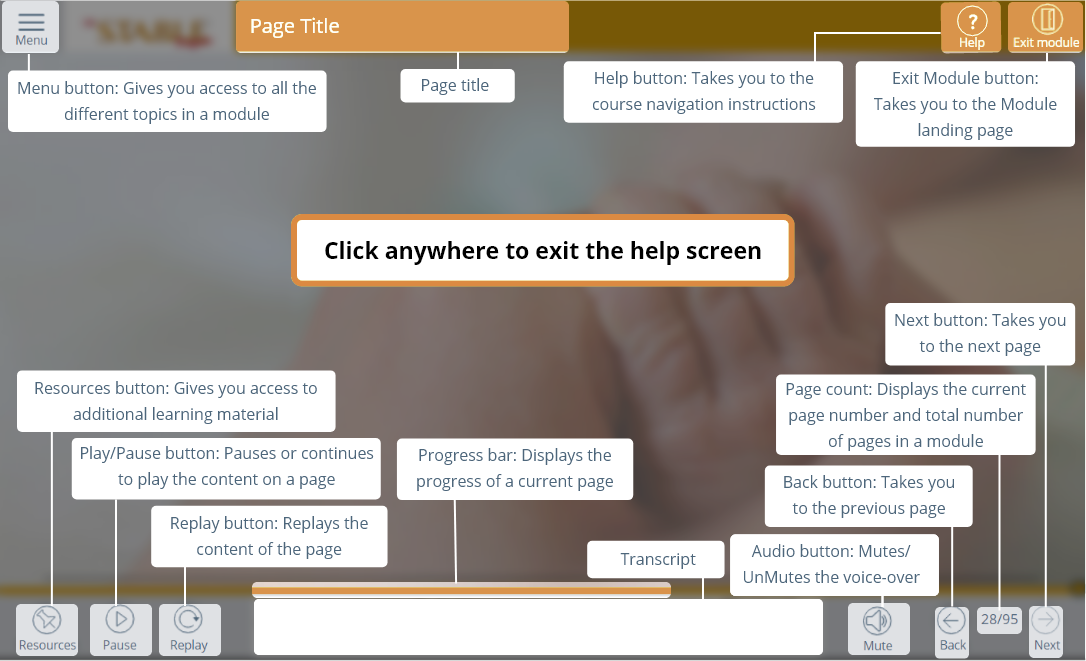 Menu
STABLE
Page Title
Help
Exit module
Menu button: Gives you access to all the
different topics in a module
Page title
Help button: Takes you to the
course navigation instructions
Exit Module button:
Takes you to the Module
landing page
Click anywhere to exit the help screen
Next button: Takes you
to the next page
Resources button: Gives you access to
additional learning material
Page count: Displays the current
page number and total number
of pages in a module
Play/Pause button: Pauses or continues
to play the content on a page
Progress bar: Displays the
progress of a current page
Back button: Takes you
to the previous page
Replay button: Replays the
content of the page
Transcript
Audio button: Mutes/
UnMutes the voice-over
Resources
Pause
Replay
Mute
Back
28/95
Next